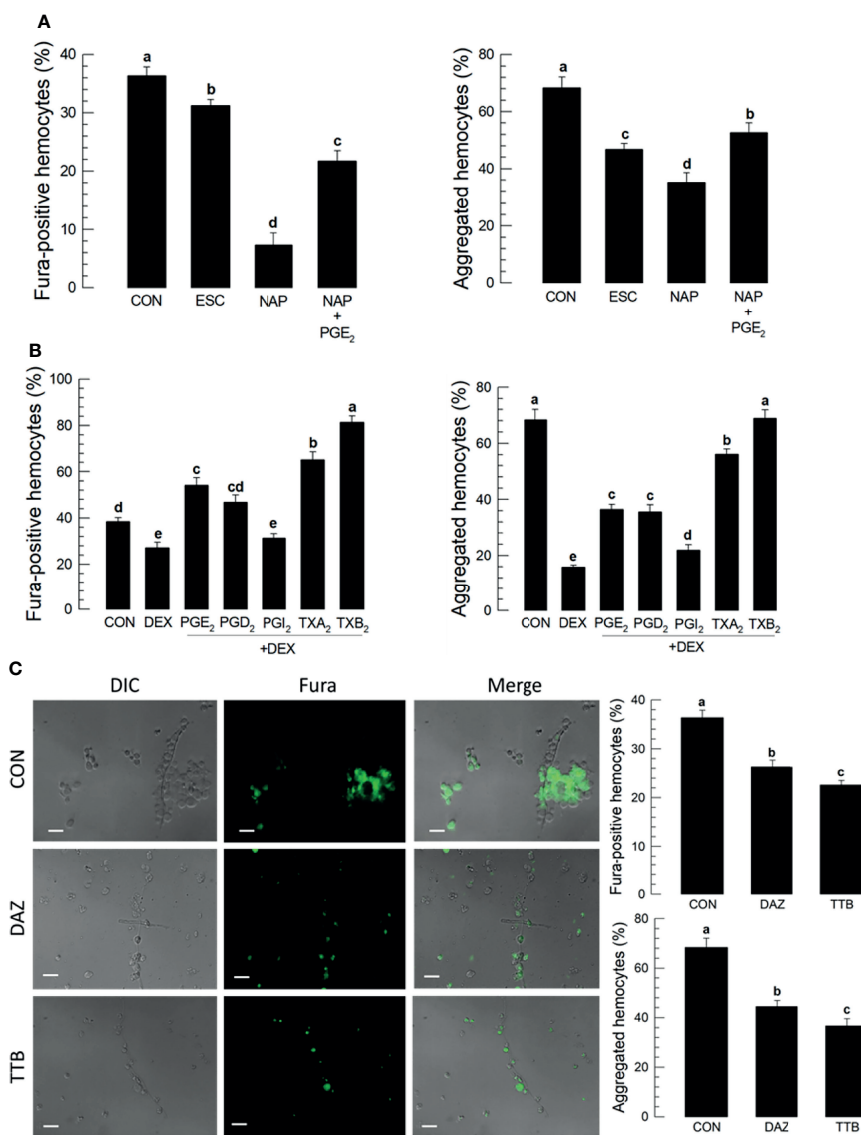 A
Fura-positive hemocytes (%)
40
30
20
10
0
a
b
d
c
CON ESC NAP NAP + PGE₂
Aggregated hemocytes (%)
80
60
40
20
0
a
c
d
b
CON ESC NAP NAP + PGE₂
B
Fura-positive hemocytes (%)
100
80
60
40
20
0
d
e
c
cd
e
b
a
CON DEX PGE₂ PGD₂ PGI₂ TXA₂ TXB₂
+DEX
Aggregated hemocytes (%)
80
60
40
20
0
a
e
c
c
d
b
a
CON DEX PGE₂ PGD₂ PGI₂ TXA₂ TXB₂
+DEX
C
DIC Fura Merge
CON
DAZ
TTB
Fura-positive hemocytes (%)
40
30
20
10
0
a
b
c
CON DAZ TTB
Aggregated hemocytes (%)
80
60
40
20
0
a
b
c
CON DAZ TTB